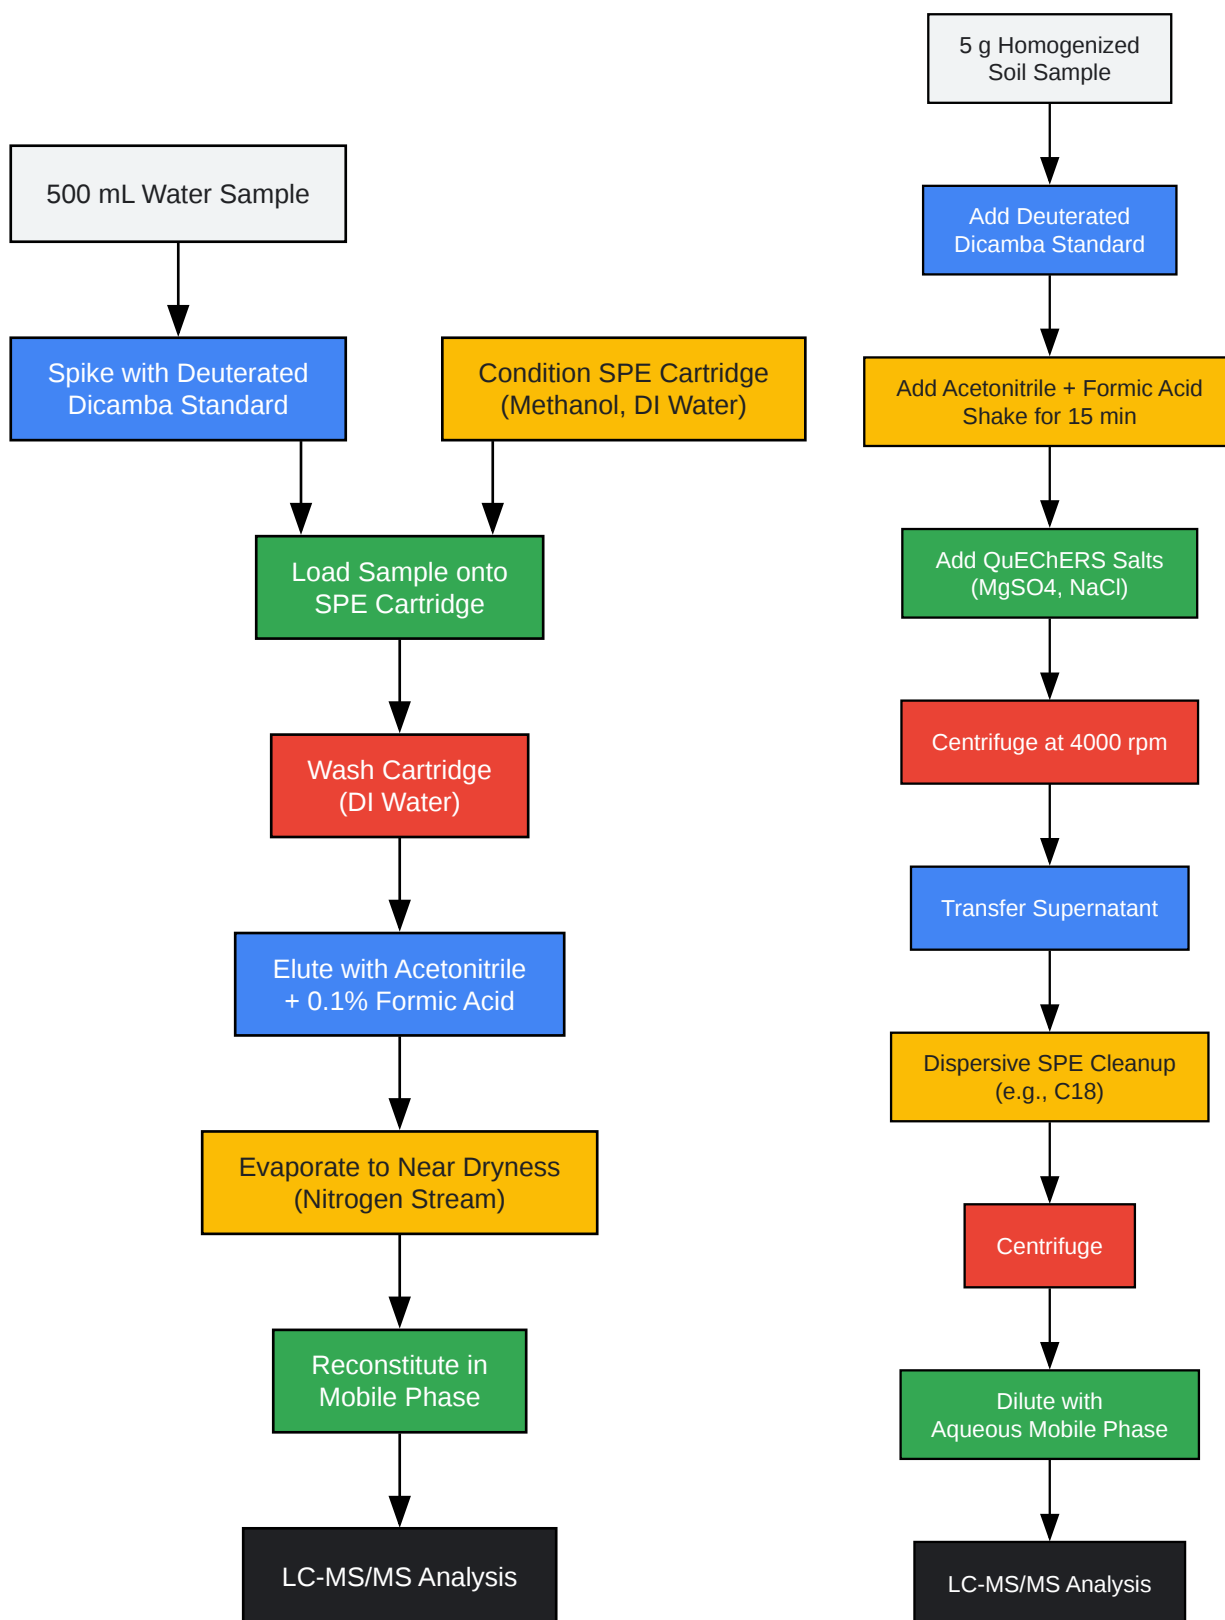 500 mL Water Sample
Spike with Deuterated
Dicamba Standard
Condition SPE Cartridge
(Methanol, DI Water)
Load Sample onto
SPE Cartridge
Wash Cartridge
(DI Water)
Elute with Acetonitrile
+ 0.1% Formic Acid
Evaporate to Near Dryness
(Nitrogen Stream)
Reconstitute in
Mobile Phase
LC-MS/MS Analysis
5 g Homogenized
Soil Sample
Add Deuterated
Dicamba Standard
Add Acetonitrile + Formic Acid
Shake for 15 min
Add QuEChERS Salts
(MgSO4, NaCl)
Centrifuge at 4000 rpm
Transfer Supernatant
Dispersive SPE Cleanup
(e.g., C18)
Centrifuge
Dilute with
Aqueous Mobile Phase
LC-MS/MS Analysis